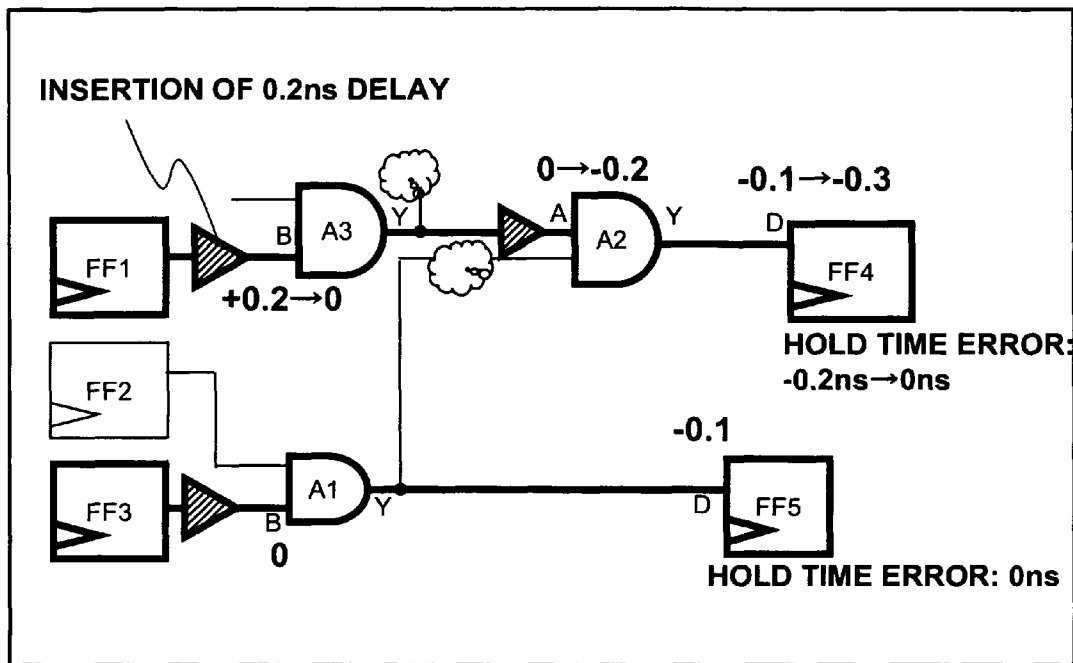 INSERTION OF 0.2ns DELAY
0→-0.2
-0.1→-0.3
Y
A
Y
D
B
A3
A2
FF1
FF4
+0.2→0
HOLD TIME ERROR:
-0.2ns→0ns
FF2
-0.1
A1
FF3
B
Y
D
FF5
0
HOLD TIME ERROR: 0ns